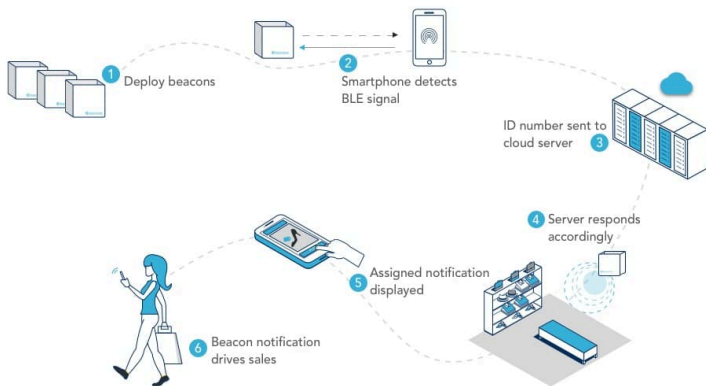 1 Deploy beacons
2
Smartphone detects
BLE signal
ID number sent to
cloud server 3
4 Server responds
accordingly
5 Assigned notification
displayed
6 Beacon notification
drives sales